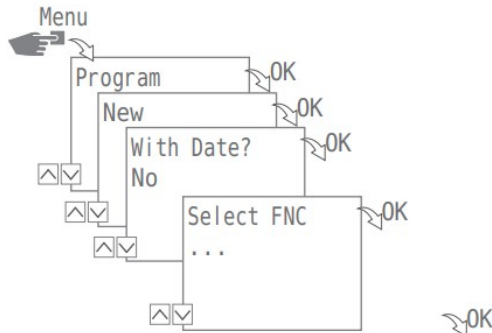 Menu
Program
OK
New
OK
With Date?
OK
No
Select FNC
OK
...
OK